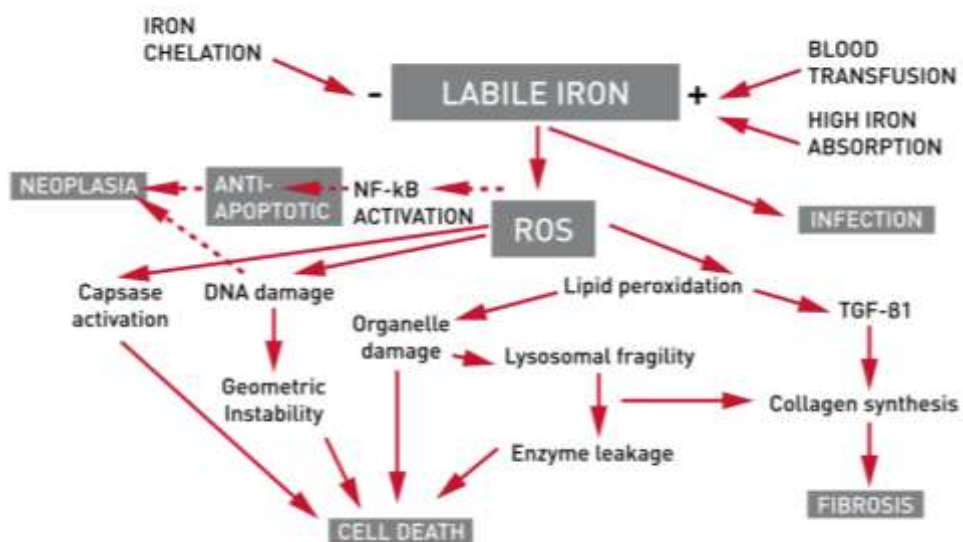 IRON
CHELATION
-
LABILE IRON
+
BLOOD
TRANSFUSION
HIGH IRON
ABSORPTION
NEOPLASIA
ANTI-
APOPTOTIC
NF-kB
ACTIVATION
ROS
INFECTION
Capsase
activation
DNA damage
Lipid peroxidation
TGF-81
Organelle
damage
Lysosomal fragility
Geometric
Instability
Collagen synthesis
Enzyme leakage
FIBROSIS
CELL DEATH